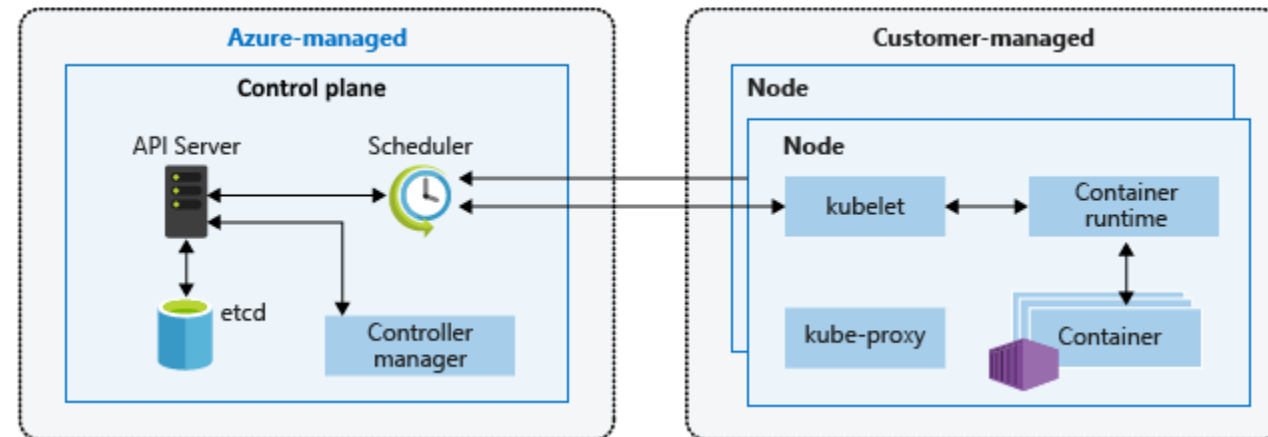 Azure-managed
Control plane
API Server
Scheduler
etcd
Controller
manager
Customer-managed
Node
Node
kubelet
Container
runtime
kube-proxy
Container